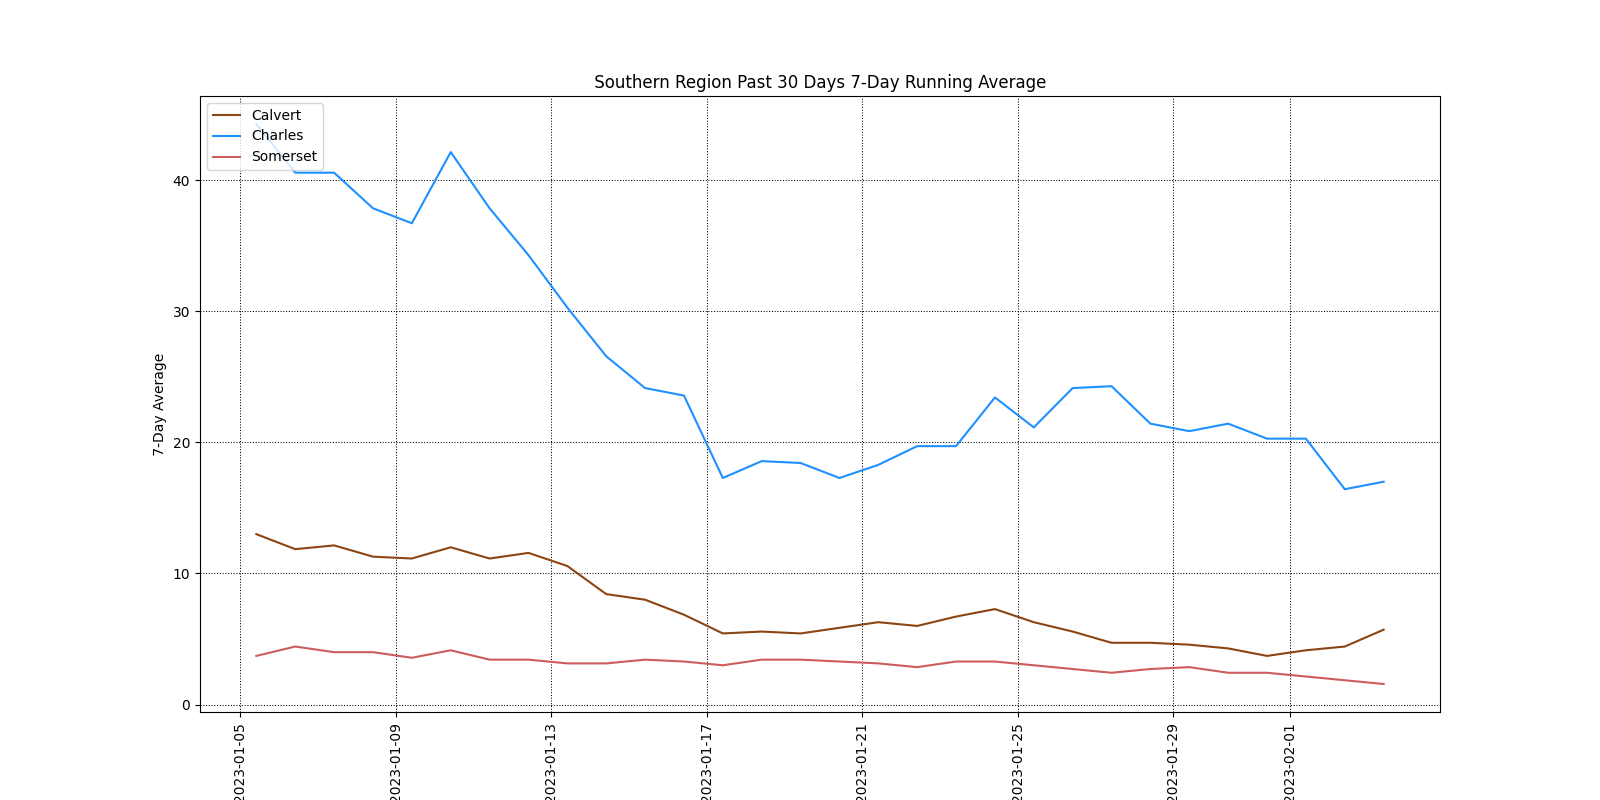 Southern Region Past 30 Days 7-Day Running Average
Calvert
Charles
Somerset
7-Day Average
40
30
20
10
0
2023-01-05
2023-01-09
2023-01-13
2023-01-17
2023-01-21
2023-01-25
2023-01-29
2023-02-01